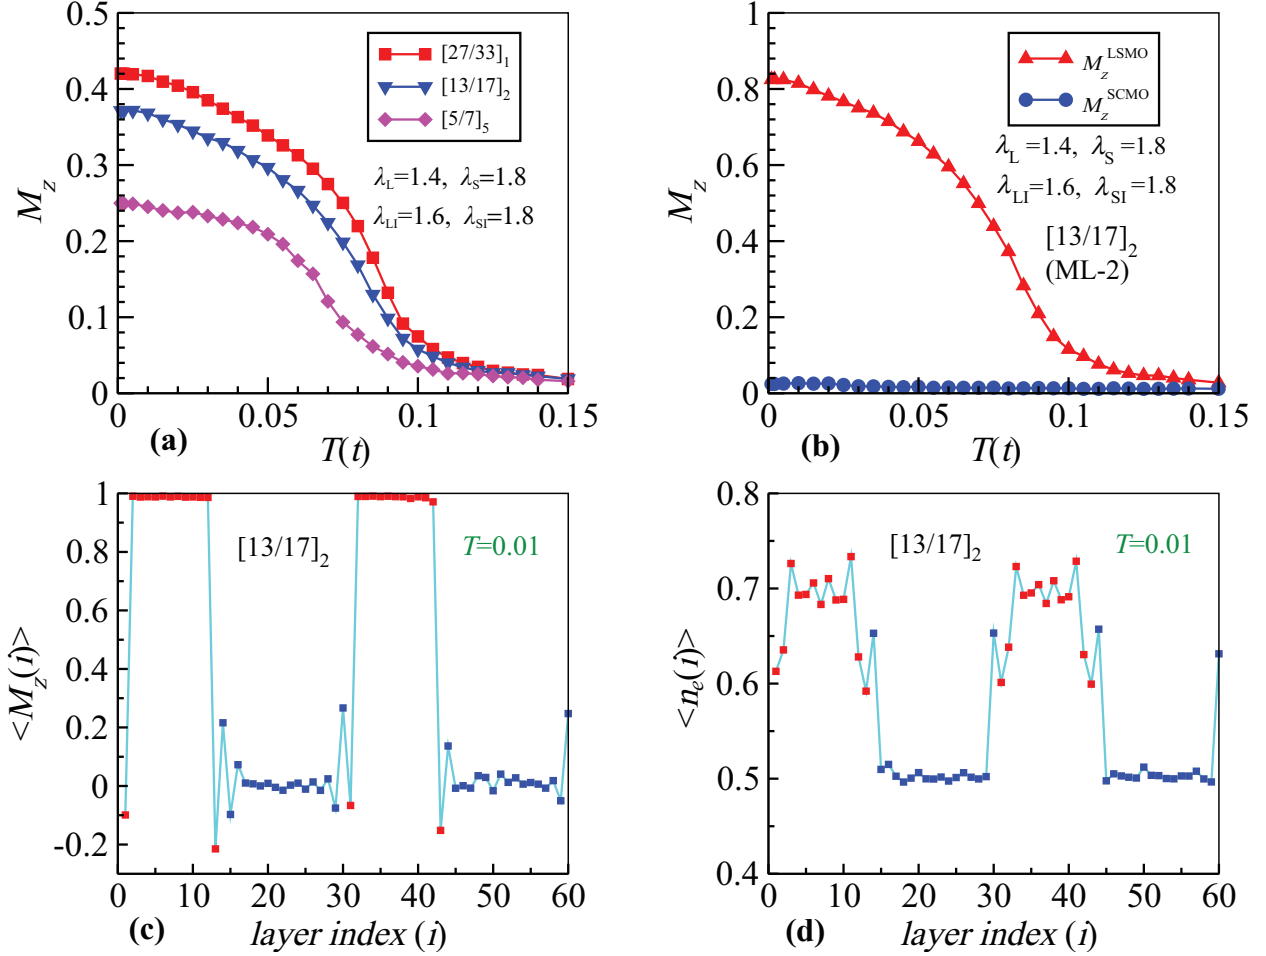 0.5
0.4
0.3
0.2
0.1
0
M_z
[27/33]_1
[13/17]_2
[5/7]_5
λ_L=1.4, λ_S=1.8
λ_LI=1.6, λ_SI=1.8
0 0.05 0.1 0.15
(a) T(t)
1
0.8
0.6
0.4
0.2
0
M_z
M_z^LSMO
M_z^SCMO
λ_L=1.4, λ_S=1.8
λ_LI=1.6, λ_SI=1.8
[13/17]_2
(ML-2)
0 0.05 0.1 0.15
(b) T(t)
1
0.8
0.6
0.4
0.2
0
-0.2
<M_z(i)>
[13/17]_2 T=0.01
0 10 20 30 40 50 60
(c) layer index (i)
0.8
0.7
0.6
0.5
0.4
<n_e(i)>
[13/17]_2 T=0.01
0 10 20 30 40 50 60
(d) layer index (i)